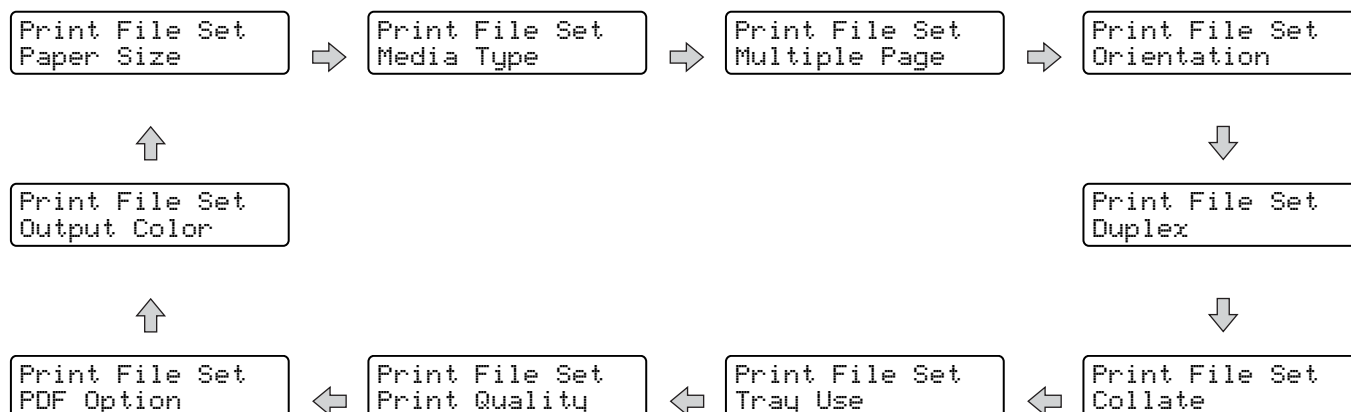 Print File Set
Paper Size
Print File Set
Media Type
Print File Set
Multiple Page
Print File Set
Orientation
Print File Set
Output Color
Print File Set
Duplex
Print File Set
PDF Option
Print File Set
Print Quality
Print File Set
Tray Use
Print File Set
Collate